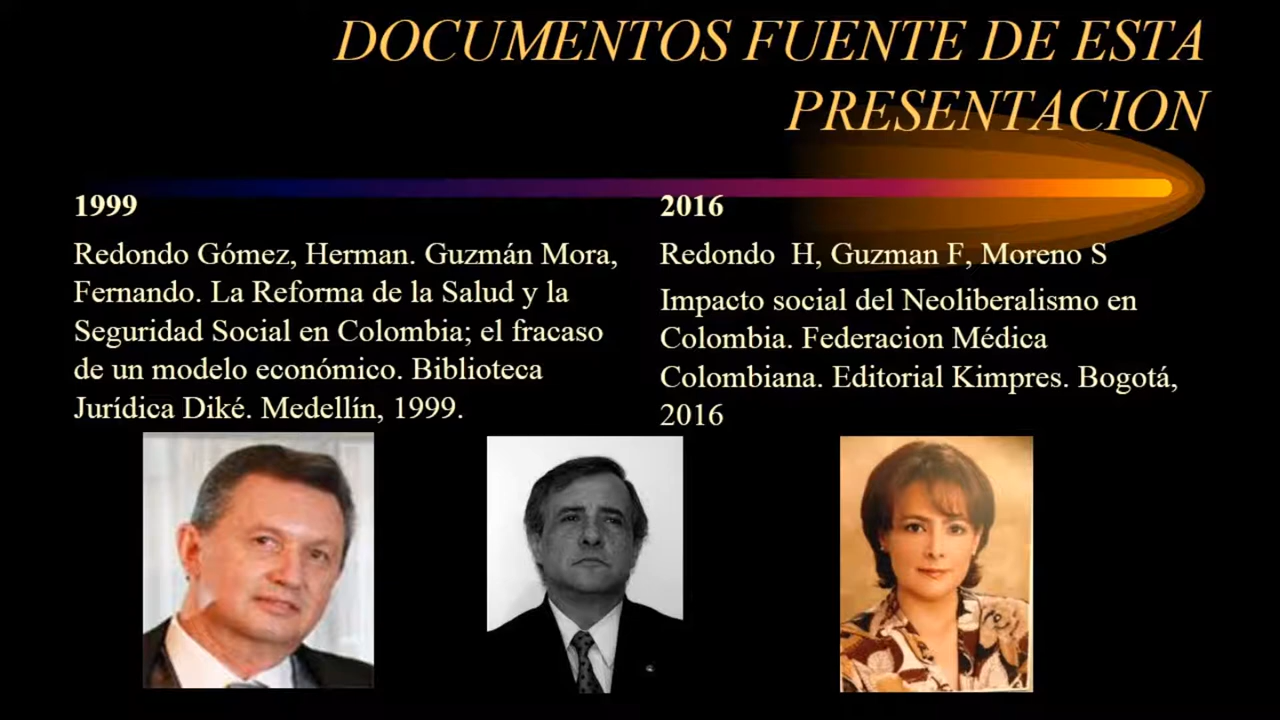 DOCUMENTOS FUENTE DE ESTA
PRESENTACION
1999
Redondo Gómez, Herman. Guzmán Mora,
Fernando. La Reforma de la Salud y la
Seguridad Social en Colombia; el fracaso
de un modelo económico. Biblioteca
Jurídica Diké. Medellín, 1999.
2016
Redondo  H, Guzman F, Moreno S
Impacto social del Neoliberalismo en
Colombia. Federacion Médica
Colombiana. Editorial Kimpres. Bogotá,
2016